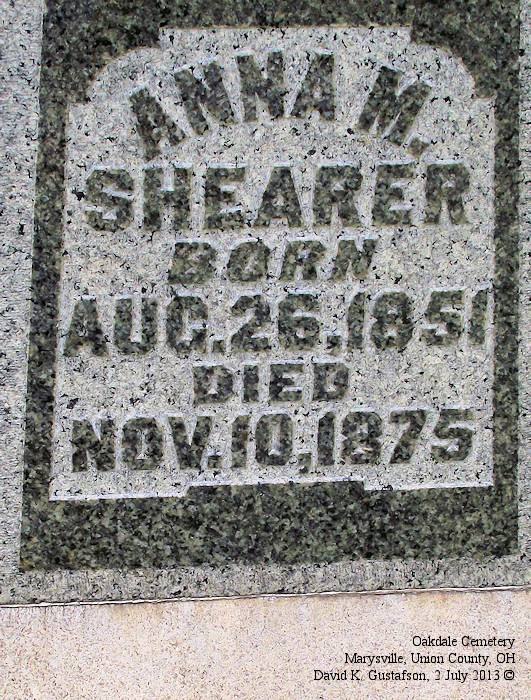 ANNA M.
SHEARER
BORN
AUG.26,1851
DIED
NOV.10,1875
Oakdale Cemetery
Marysville, Union County, OH
David K. Gustafson, 2 July 2013 ©